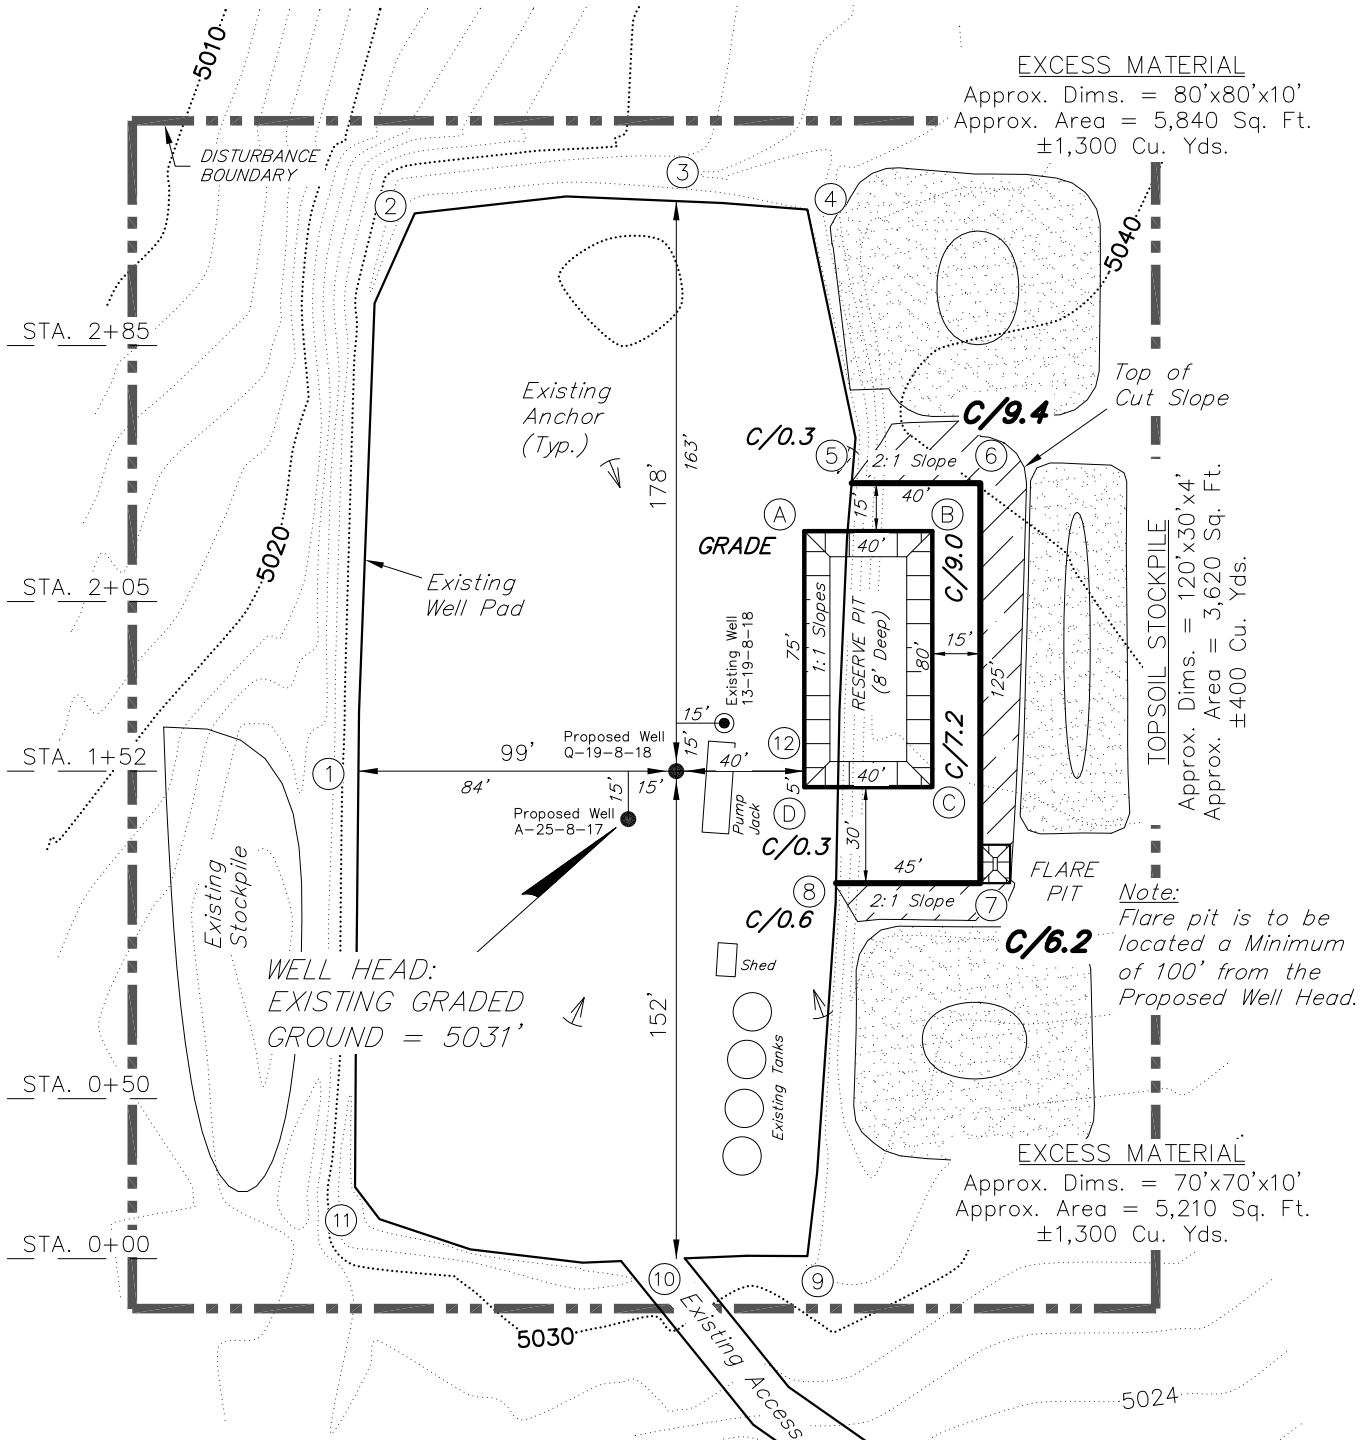 5010
EXCESS MATERIAL
Approx. Dims. = 80'x80'x10'
Approx. Area = 5,840 Sq. Ft.
±1,300 Cu. Yds.
DISTURBANCE
BOUNDARY
3
2
4
5040
STA. 2+85
Existing
Anchor
(Typ.)
Top of
Cut Slope
C/9.4
C/0.3
5
2:1 Slope
6
178'
163'
40'
15'
A
B
GRADE
40'
C/9.0
5020
Existing
Well Pad
STA. 2+05
75'
1:1 Slopes
RESERVE PIT
(8' Deep)
80'
15'
125'
TOPSOIL STOCKPILE
Approx. Dims. = 120'x30'x4'
Approx. Area = 3,620 Sq. Ft.
±400 Cu. Yds.
Existing Well
13-19-8-18
15'
15'
Proposed Well
Q-19-8-18
12
C/7.2
STA. 1+52
1
99'
84'
15'
15'
40'
5'
40'
Pump
Jack
Proposed Well
A-25-8-17
D
C
C/0.3
30'
45'
FLARE
PIT
8
2:1 Slope
7
C/0.6
C/6.2
Note:
Flare pit is to be
located a Minimum
of 100' from the
Proposed Well Head.
Existing
Stockpile
WELL HEAD:
EXISTING GRADED
GROUND = 5031'
Shed
152'
Existing Tanks
STA. 0+50
EXCESS MATERIAL
Approx. Dims. = 70'x70'x10'
Approx. Area = 5,210 Sq. Ft.
±1,300 Cu. Yds.
11
STA. 0+00
10
9
5030
Existing Access
5024